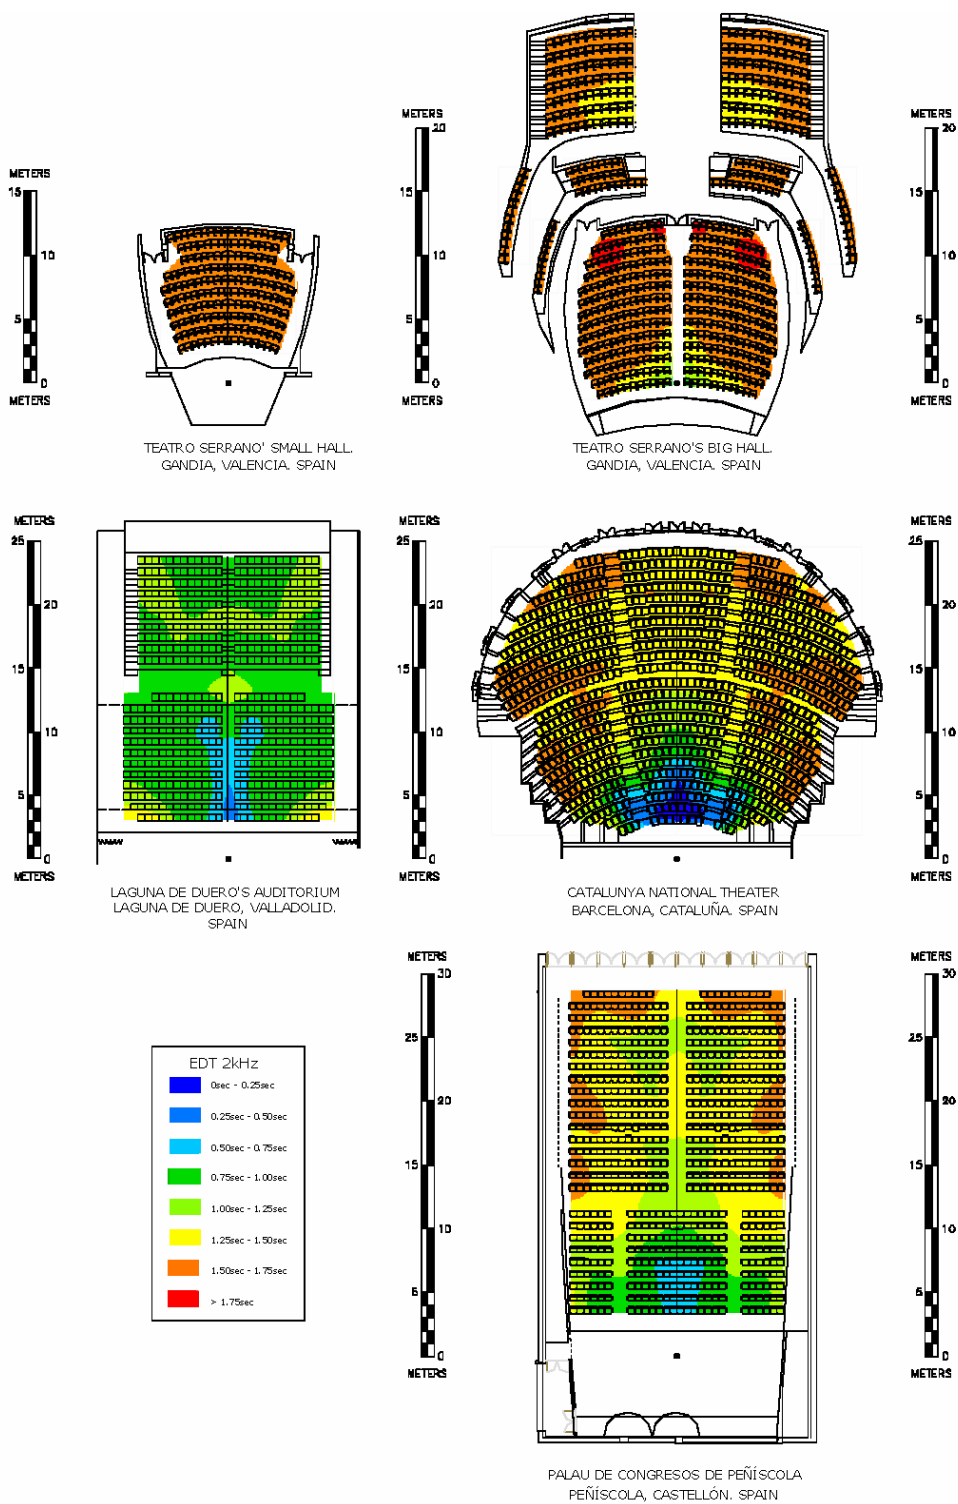 METERS
20
15
10
5
0
METERS
METERS
20
15
10
5
0
METERS
METERS
15
10
5
0
METERS
TEATRO SERRANO' SMALL HALL.
GANDIA, VALENCIA. SPAIN
TEATRO SERRANO'S BIG HALL.
GANDIA, VALENCIA. SPAIN
METERS
25
20
15
10
5
0
METERS
METERS
25
20
15
10
5
0
METERS
METERS
25
20
15
10
5
0
METERS
LAGUNA DE DUERO'S AUDITORIUM
LAGUNA DE DUERO, VALLADOLID.
SPAIN
CATALUNYA NATIONAL THEATER
BARCELONA, CATALUÑA. SPAIN
METERS
30
25
20
15
10
5
0
METERS
METERS
30
25
20
15
10
5
0
METERS
EDT 2kHz
0sec - 0.25sec
0.25sec - 0.50sec
0.50sec - 0.75sec
0.75sec - 1.00sec
1.00sec - 1.25sec
1.25sec - 1.50sec
1.50sec - 1.75sec
> 1.75sec
PALAU DE CONGRESOS DE PEÑÍSCOLA
PEÑÍSCOLA, CASTELLÓN. SPAIN